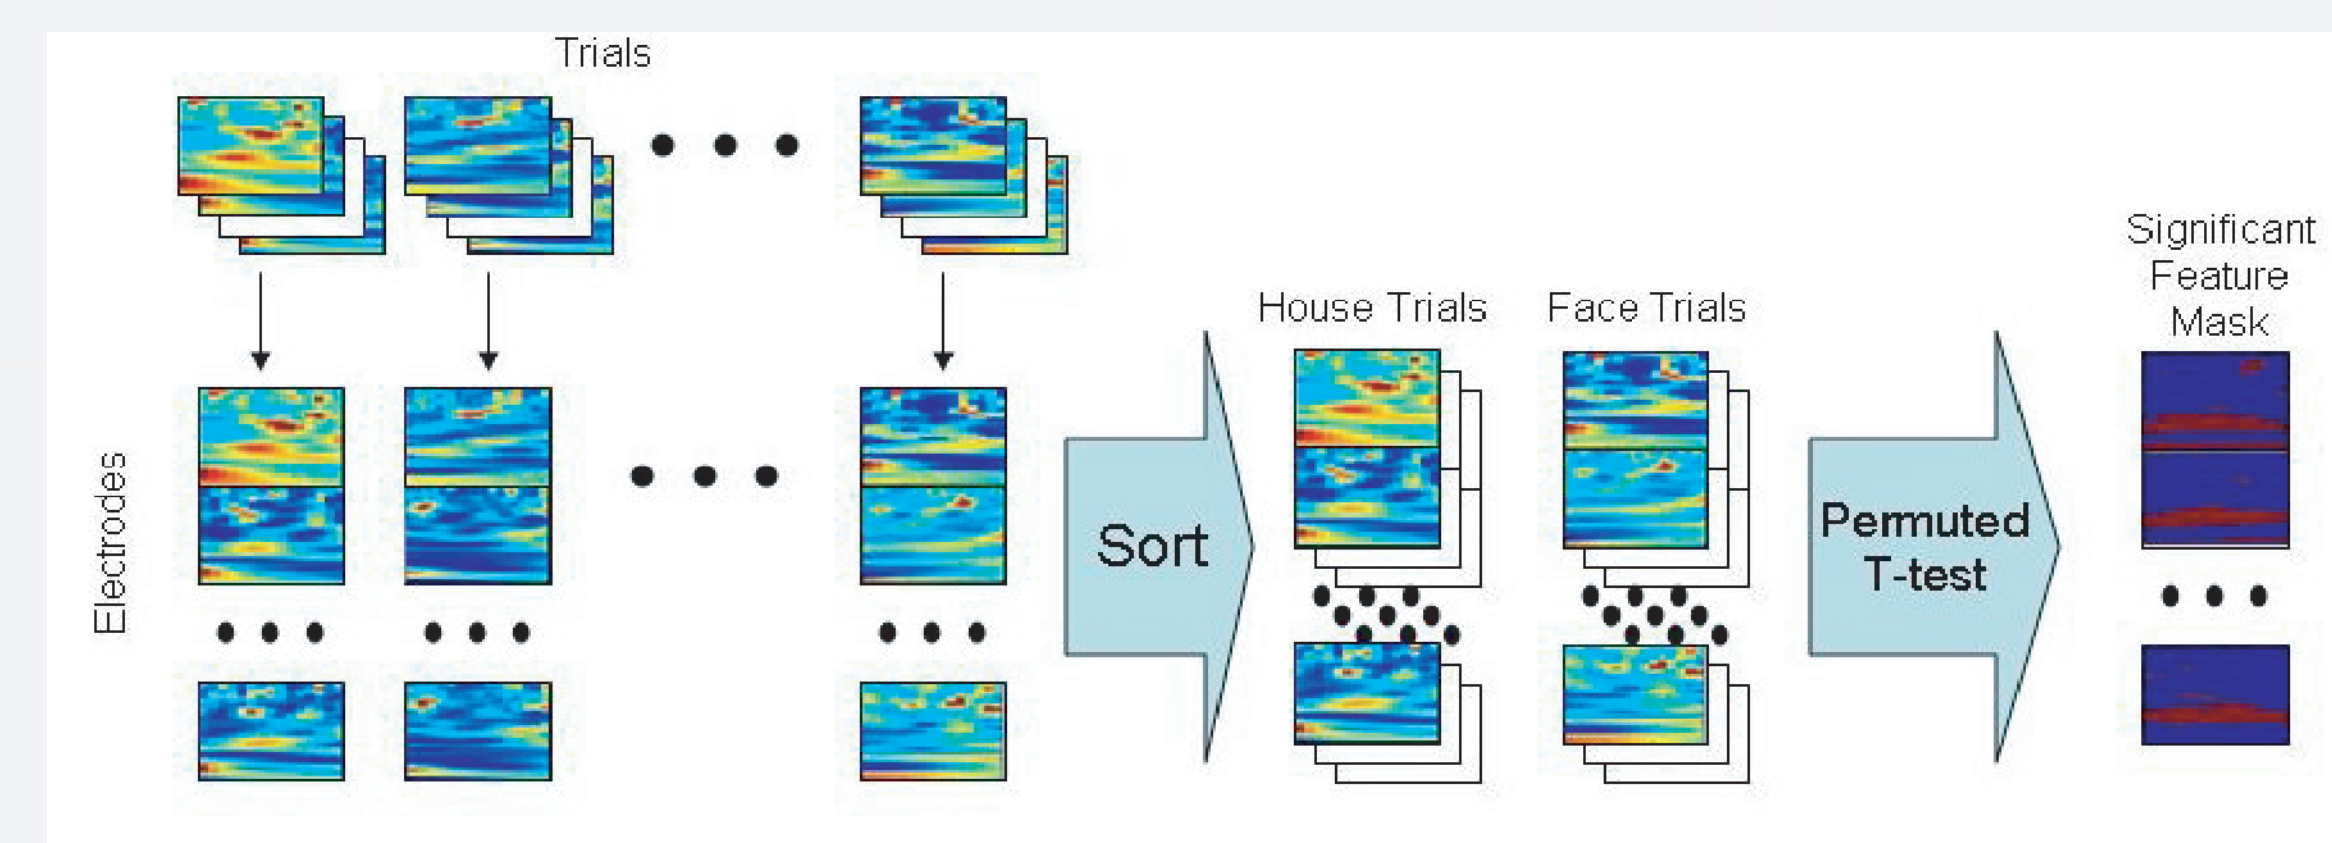 Trials
Electrodes
Sort
House Trials
Face Trials
Permuted
T-test
Significant
Feature
Mask